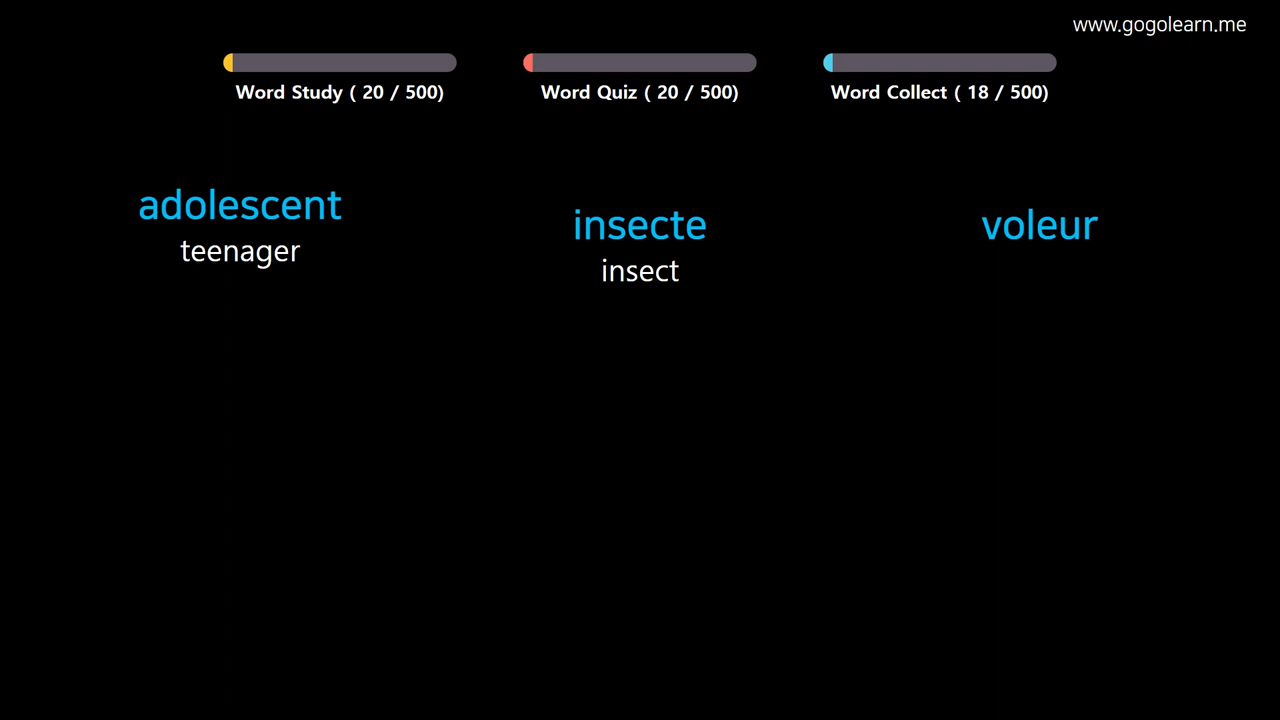 www.gogolearn.me
Word Study ( 20 / 500)
Word Quiz ( 20 / 500)
Word Collect ( 18 / 500)
adolescent
teenager
insecte
insect
voleur